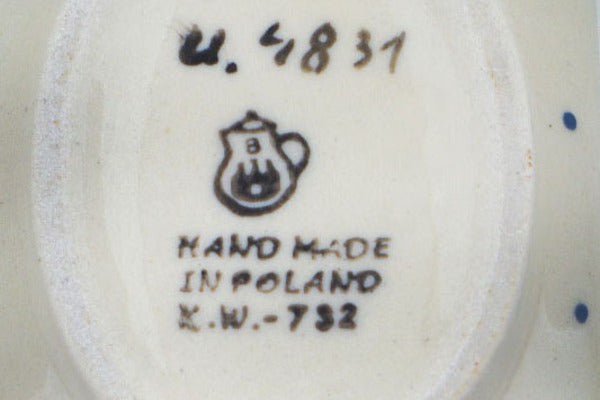 U. 4831
B
HAND MADE
IN POLAND
K.W.-732